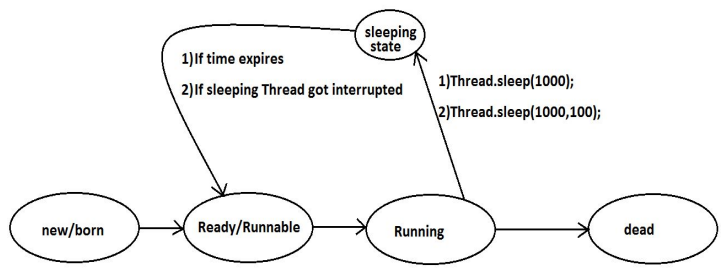 sleeping
state
1)If time expires
2)If sleeping Thread got interrupted
1)Thread.sleep(1000);
2)Thread.sleep(1000,100);
new/born
Ready/Runnable
Running
dead